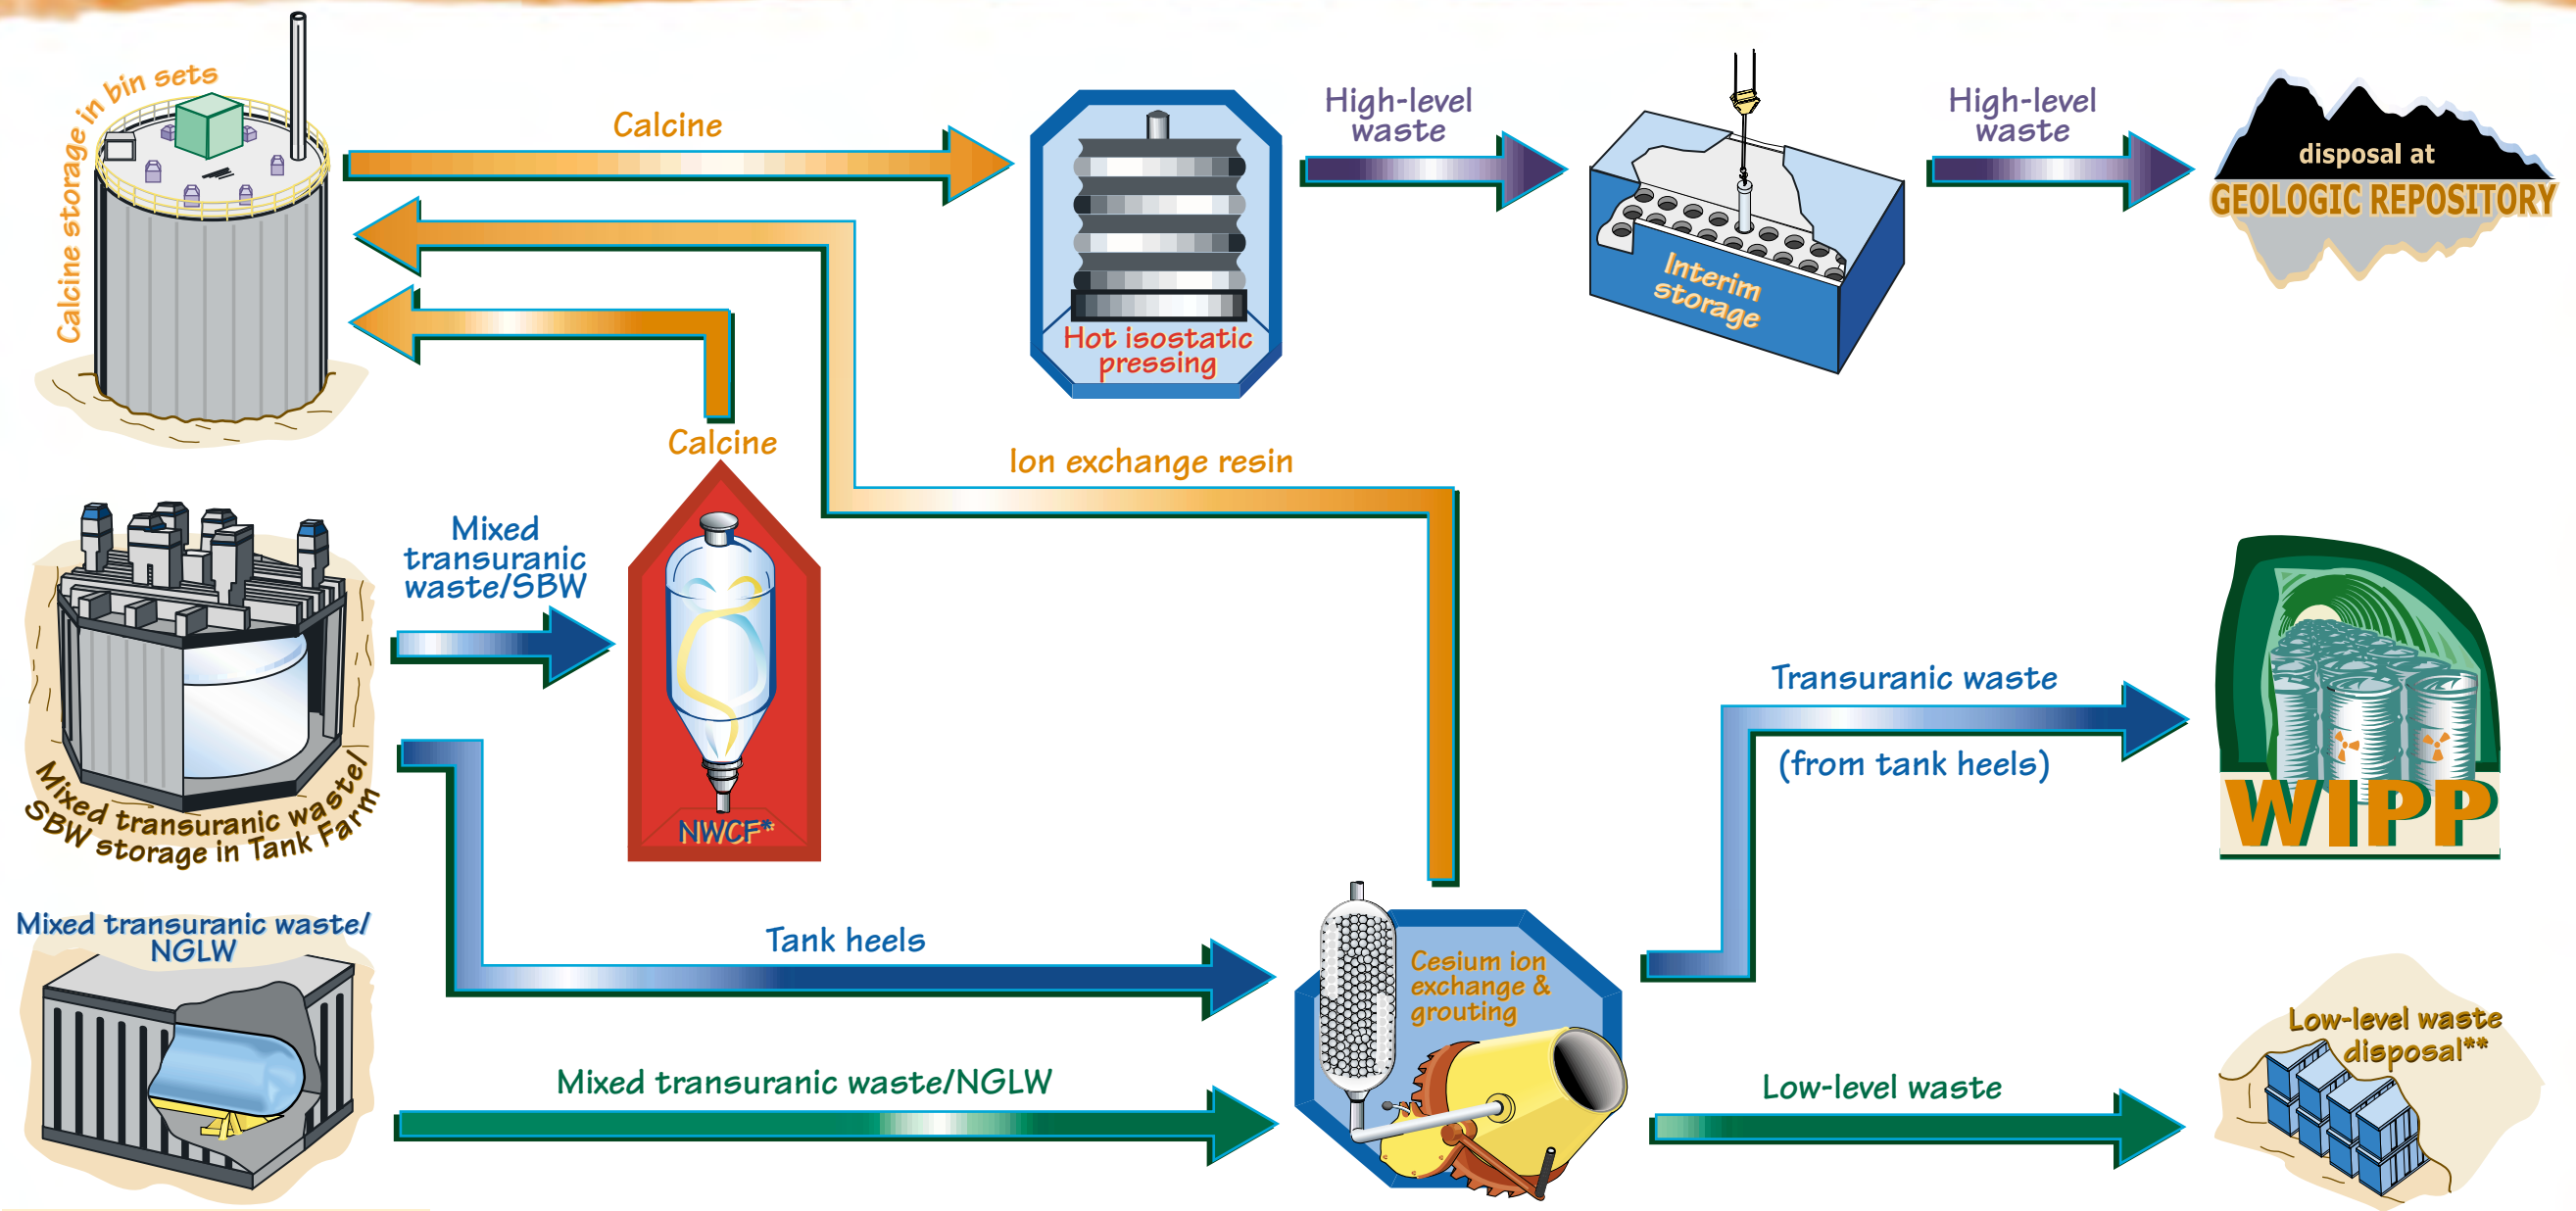 Calcine storage in bin sets
Calcine
High-level
waste
High-level
waste
disposal at
GEOLOGIC REPOSITORY
Interim
storage
Hot isostatic
pressing
Calcine
Ion exchange resin
Mixed
transuranic
waste/SBW
NWCF*
Mixed transuranic waste/
SBW storage in Tank Farm
Transuranic waste
(from tank heels)
WIPP
Mixed transuranic waste/
NGLW
Tank heels
Cesium ion
exchange &
grouting
Mixed transuranic waste/NGLW
Low-level waste
Low-level waste
disposal**